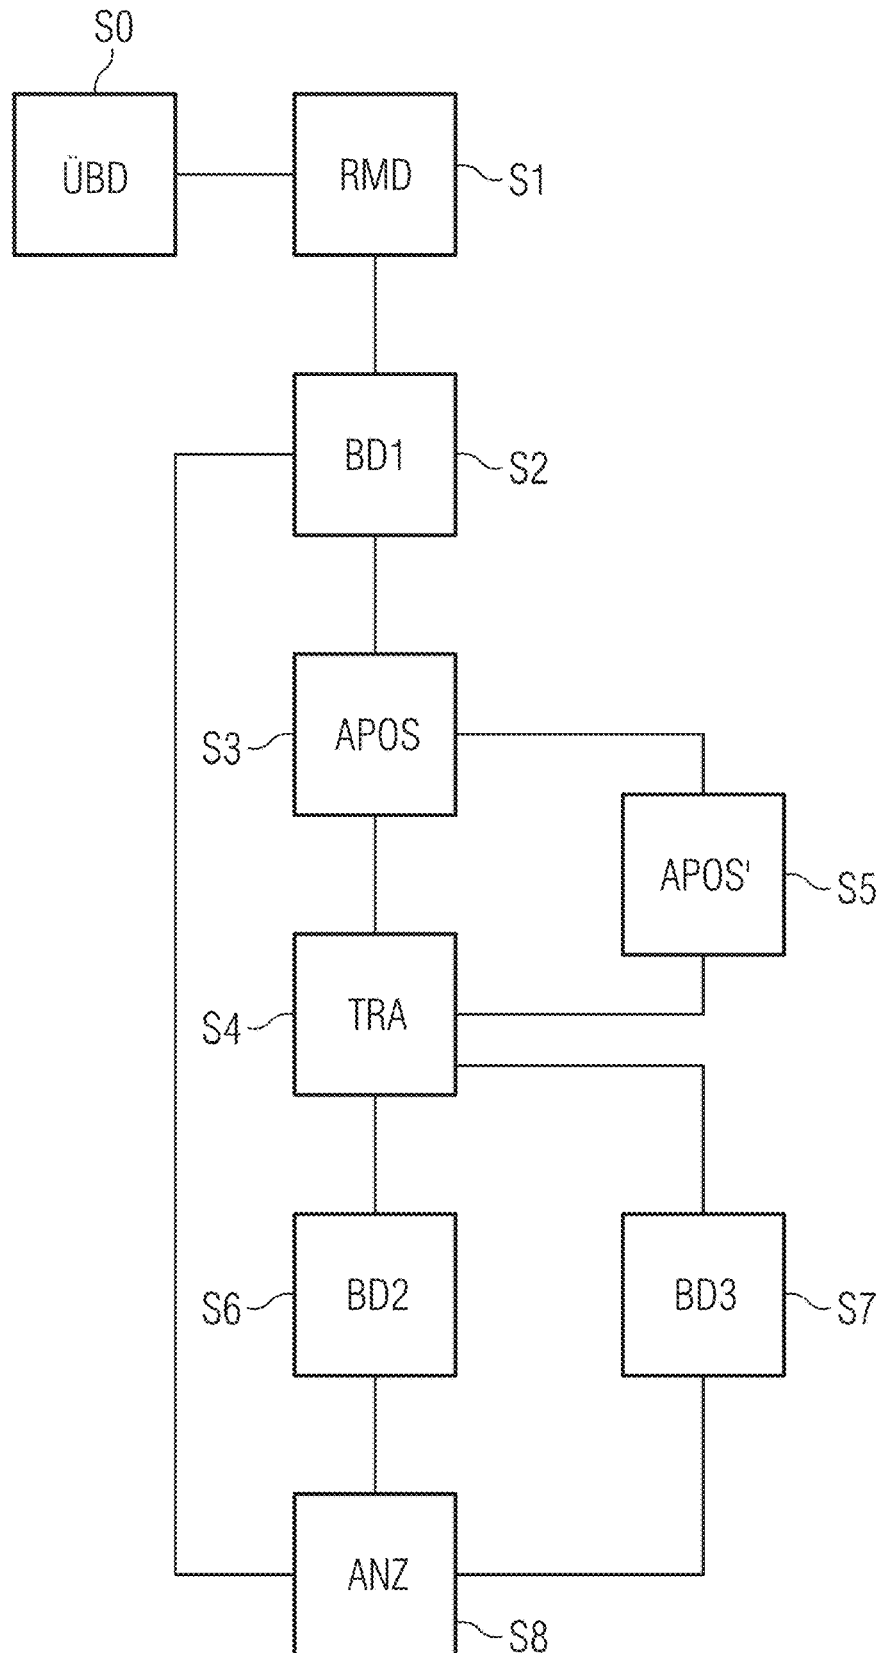 S0
ÜBD
RMD
S1
BD1
S2
S3
APOS
APOS'
S5
S4
TRA
S6
BD2
BD3
S7
ANZ
S8